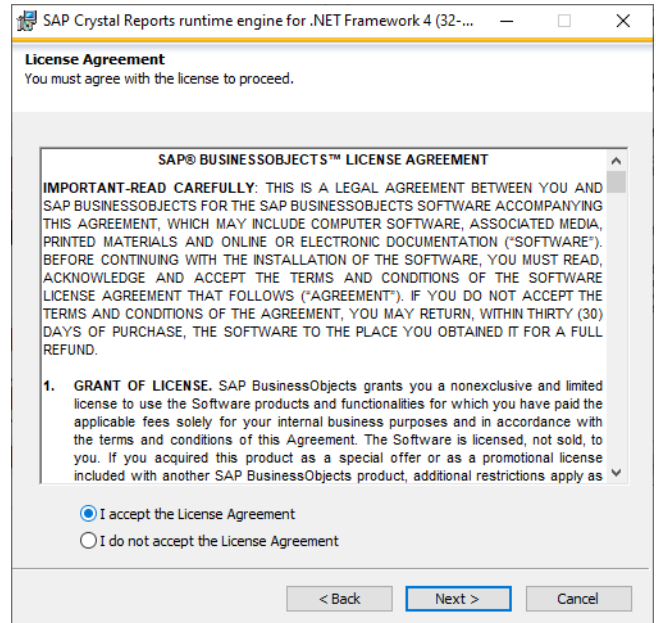 SAP Crystal Reports runtime engine for .NET Framework 4 (32-...
License Agreement
You must agree with the license to proceed.
SAP® BUSINESSOBJECTS™ LICENSE AGREEMENT
IMPORTANT-READ CAREFULLY: THIS IS A LEGAL AGREEMENT BETWEEN YOU AND
SAP BUSINESSOBJECTS FOR THE SAP BUSINESSOBJECTS SOFTWARE ACCOMPANYING
THIS AGREEMENT, WHICH MAY INCLUDE COMPUTER SOFTWARE, ASSOCIATED MEDIA,
PRINTED MATERIALS AND ONLINE OR ELECTRONIC DOCUMENTATION (“SOFTWARE”).
BEFORE CONTINUING WITH THE INSTALLATION OF THE SOFTWARE, YOU MUST READ,
ACKNOWLEDGE AND ACCEPT THE TERMS AND CONDITIONS OF THE SOFTWARE
LICENSE AGREEMENT THAT FOLLOWS (“AGREEMENT”). IF YOU DO NOT ACCEPT THE
TERMS AND CONDITIONS OF THE AGREEMENT, YOU MAY RETURN, WITHIN THIRTY (30)
DAYS OF PURCHASE, THE SOFTWARE TO THE PLACE YOU OBTAINED IT FOR A FULL
REFUND.
1. GRANT OF LICENSE. SAP BusinessObjects grants you a nonexclusive and limited
license to use the Software products and functionalities for which you have paid the
applicable fees solely for your internal business purposes and in accordance with
the terms and conditions of this Agreement. The Software is licensed, not sold, to
you. If you acquired this product as a special offer or as a promotional license
included with another SAP BusinessObjects product, additional restrictions apply as
I accept the License Agreement
I do not accept the License Agreement
< Back
Next >
Cancel